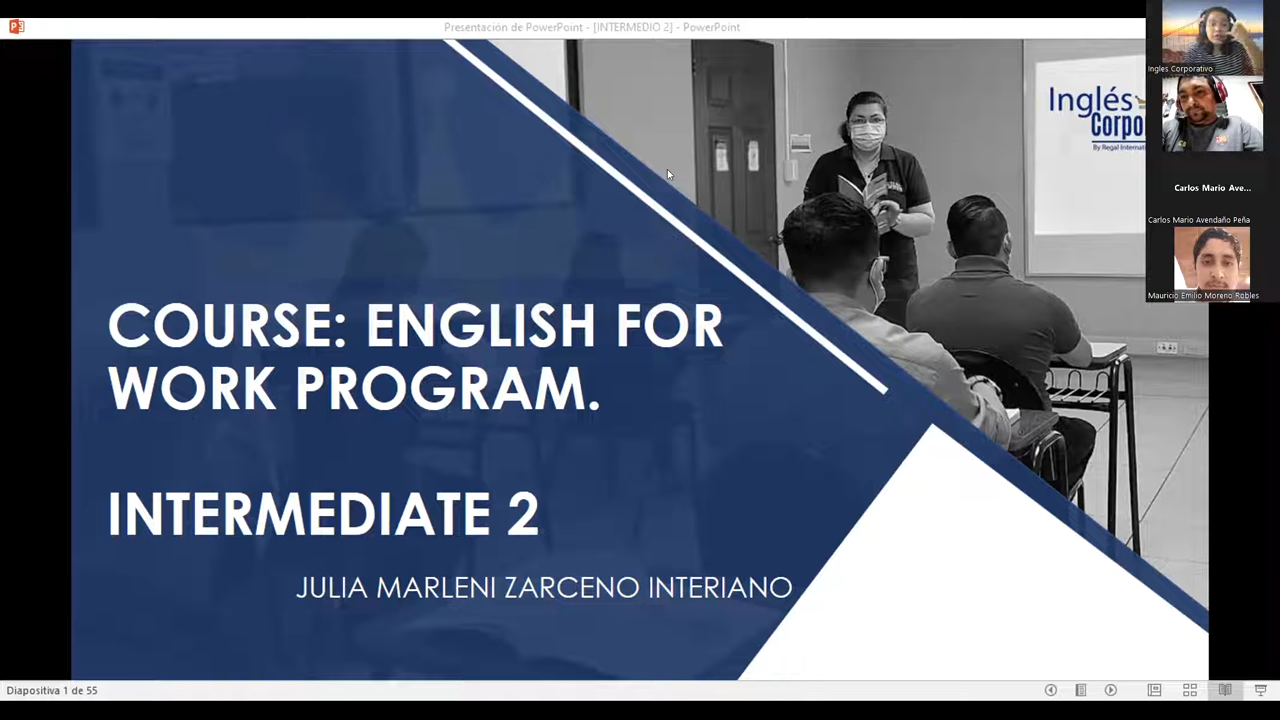 Presentación de PowerPoint - [INTERMEDIO 2] - PowerPoint
Ingles Corporativo
Inglés
Corpo
By Regal Internati
Carlos Mario Ave...
Carlos Mario Avendaño Peña
Mauricio Emilio Moreno Robles
COURSE: ENGLISH FOR
WORK PROGRAM.
INTERMEDIATE 2
JULIA MARLENI ZARCENO INTERIANO
Diapositiva 1 de 55